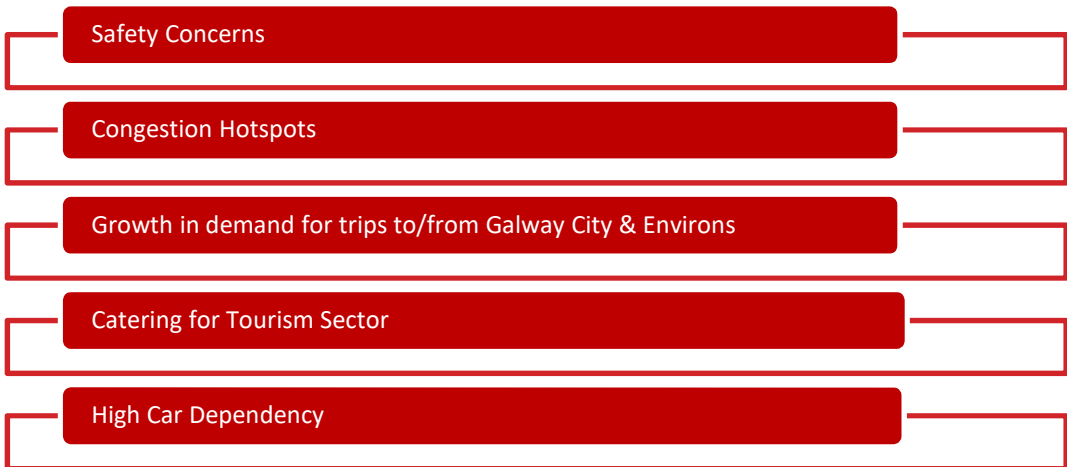 Safety Concerns
Congestion Hotspots
Growth in demand for trips to/from Galway City & Environs
Catering for Tourism Sector
High Car Dependency